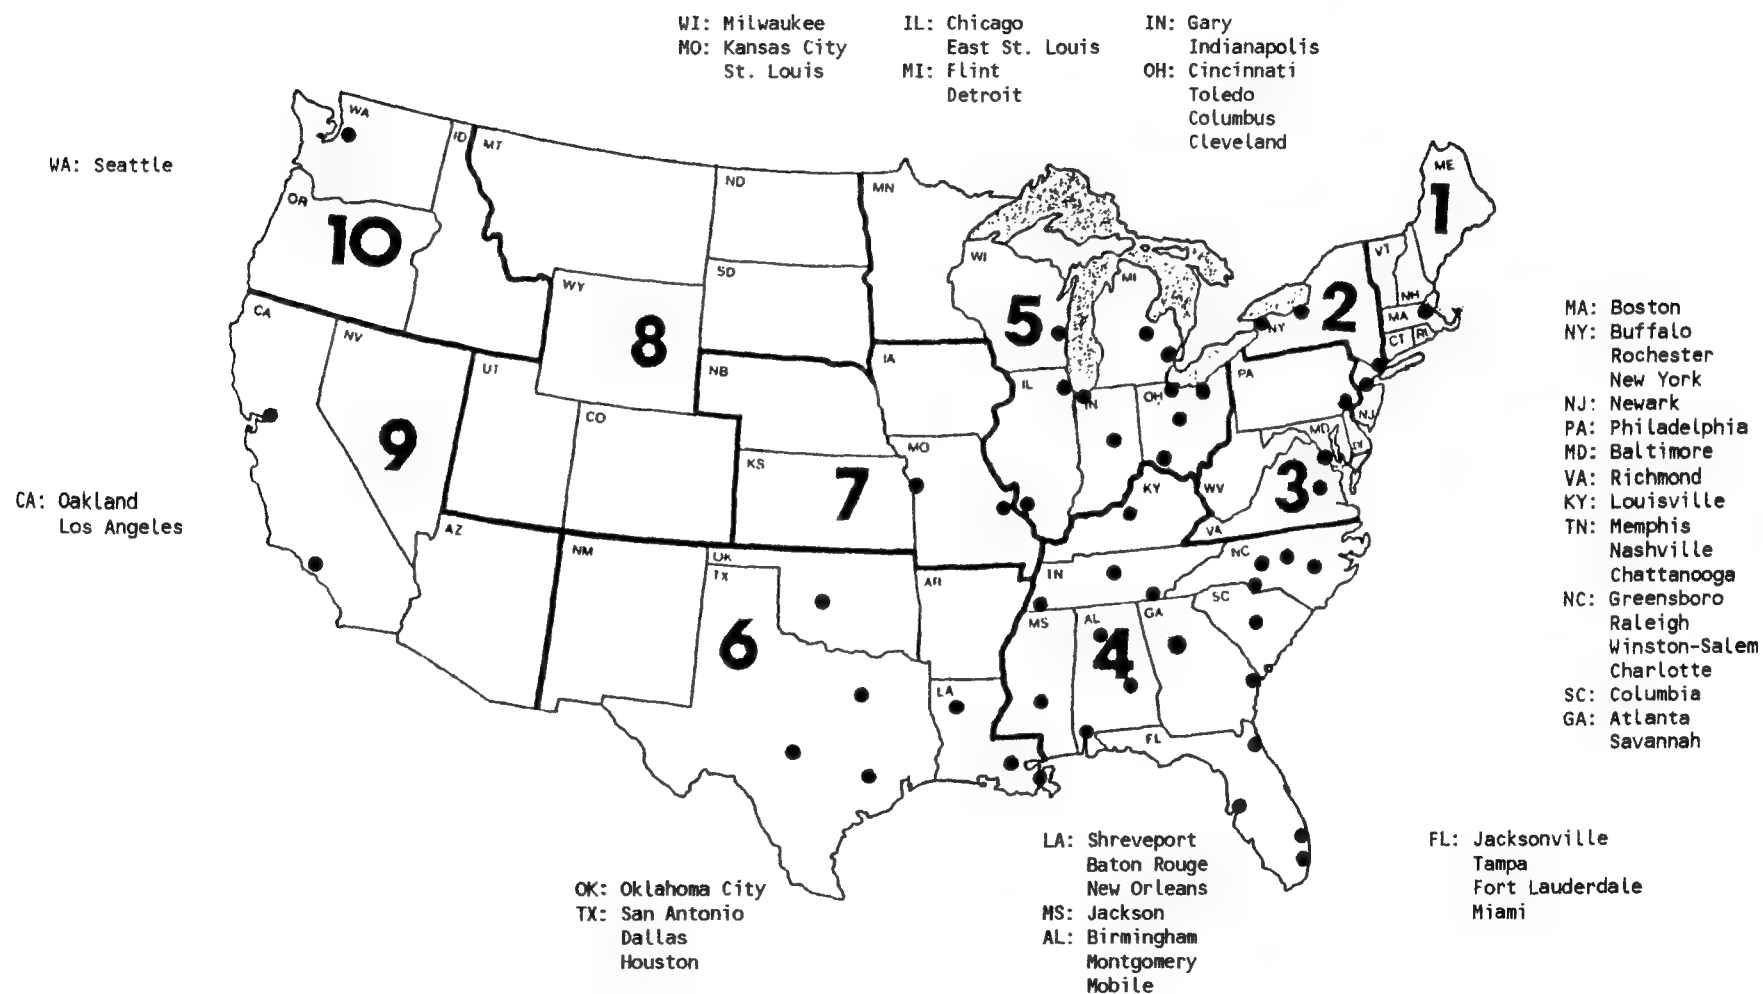 WI: Milwaukee
MO: Kansas City
St. Louis
IL: Chicago
East St. Louis
MI: Flint
Detroit
IN: Gary
Indianapolis
OH: Cincinnati
Toledo
Columbus
Cleveland
WA: Seattle
CA: Oakland
Los Angeles
WA
ID
MT
ND
MN
OR
10
SD
WI
MI
ME
1
VT
NH
WY
8
5
2
NY
MA
CT
RI
CA
NV
UT
NB
IA
IL
IN
OH
PA
NJ
CO
9
KS
7
MO
KY
WV
MD
3
VA
AZ
NM
OK
TX
AR
TN
NC
SC
6
MS
AL
GA
4
LA
FL
MA: Boston
NY: Buffalo
Rochester
New York
NJ: Newark
PA: Philadelphia
MD: Baltimore
VA: Richmond
KY: Louisville
TN: Memphis
Nashville
Chattanooga
NC: Greensboro
Raleigh
Winston-Salem
Charlotte
SC: Columbia
GA: Atlanta
Savannah
LA: Shreveport
Baton Rouge
New Orleans
MS: Jackson
AL: Birmingham
Montgomery
Mobile
FL: Jacksonville
Tampa
Fort Lauderdale
Miami
OK: Oklahoma City
TX: San Antonio
Dallas
Houston